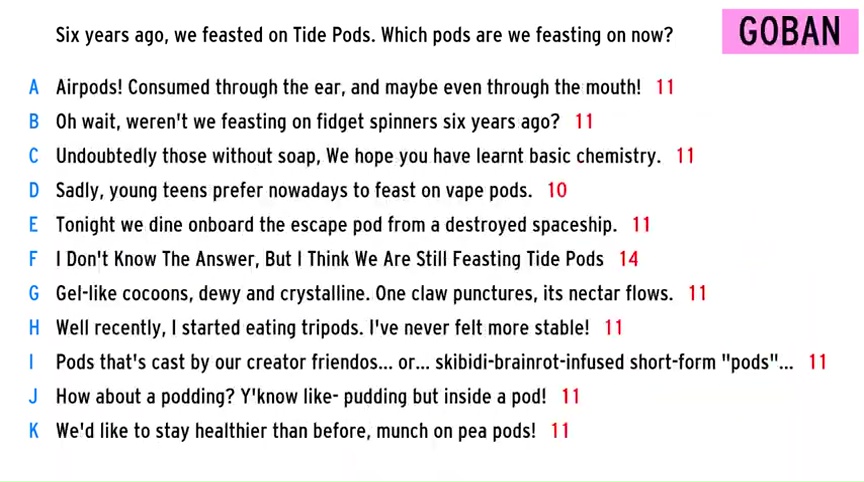 Six years ago, we feasted on Tide Pods. Which pods are we feasting on now?
GOBAN
A Airpods! Consumed through the ear, and maybe even through the mouth! 11
B Oh wait, weren't we feasting on fidget spinners six years ago? 11
C Undoubtedly those without soap, We hope you have learnt basic chemistry. 11
D Sadly, young teens prefer nowadays to feast on vape pods. 10
E Tonight we dine onboard the escape pod from a destroyed spaceship. 11
F I Don't Know The Answer, But I Think We Are Still Feasting Tide Pods 14
G Gel-like cocoons, dewy and crystalline. One claw punctures, its nectar flows. 11
H Well recently, I started eating tripods. I've never felt more stable! 11
I Pods that's cast by our creator friendos... or... skibidi-brainrot-infused short-form "pods"... 11
J How about a podding? Y'know like- pudding but inside a pod! 11
K We'd like to stay healthier than before, munch on pea pods! 11